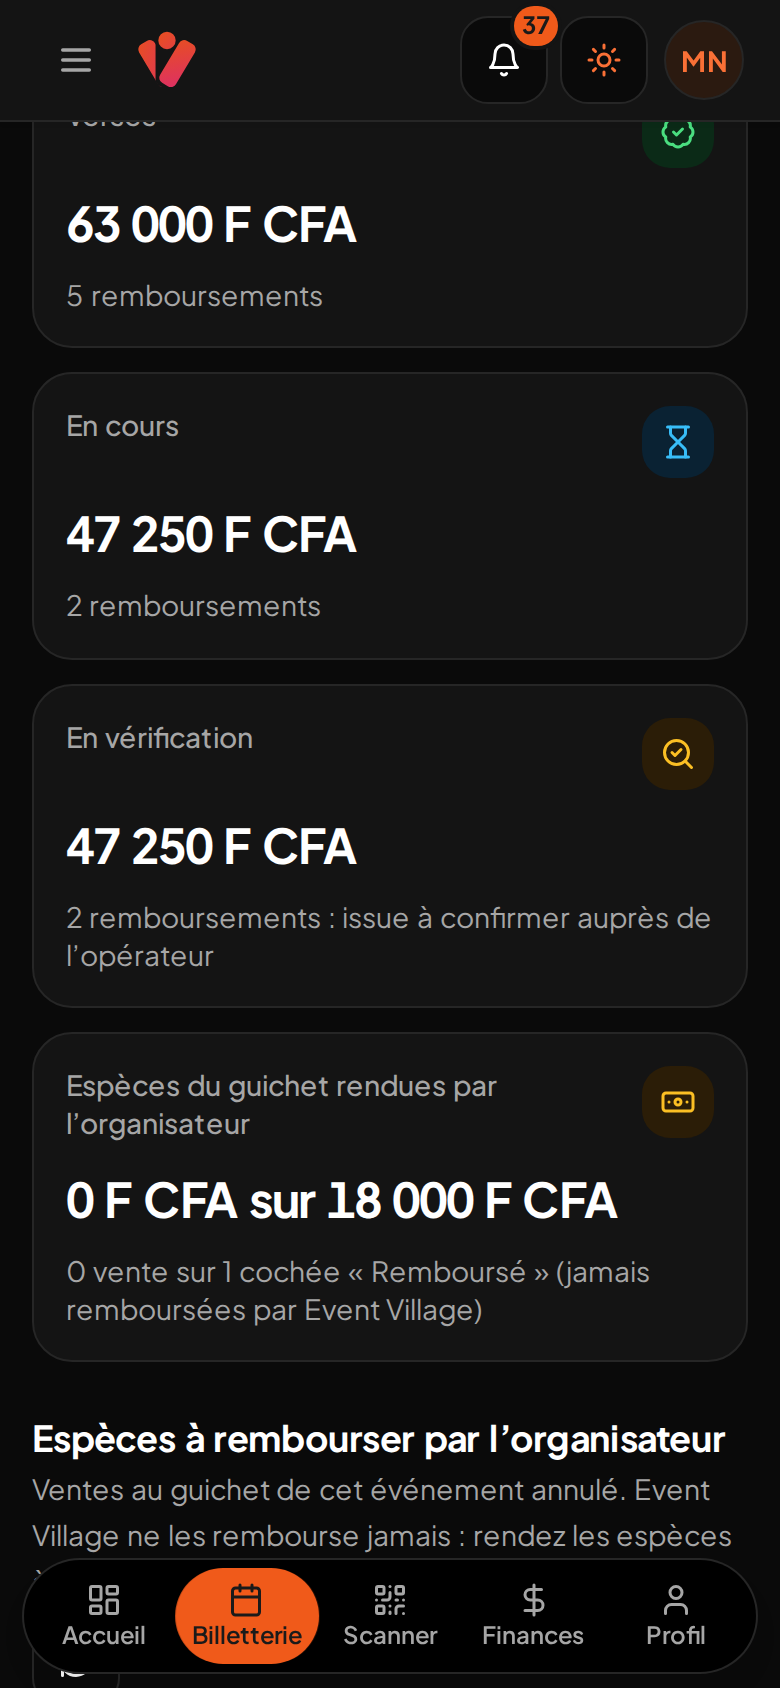 37
MN
63 000 F CFA
5 remboursements
En cours
47 250 F CFA
2 remboursements
En vérification
47 250 F CFA
2 remboursements : issue à confirmer auprès de
l’opérateur
Espèces du guichet rendues par
l’organisateur
0 F CFA sur 18 000 F CFA
0 vente sur 1 cochée « Remboursé » (jamais
remboursées par Event Village)
Espèces à rembourser par l’organisateur
Ventes au guichet de cet événement annulé. Event
Village ne les rembourse jamais : rendez les espèces
Accueil
Billetterie
Scanner
Finances
Profil